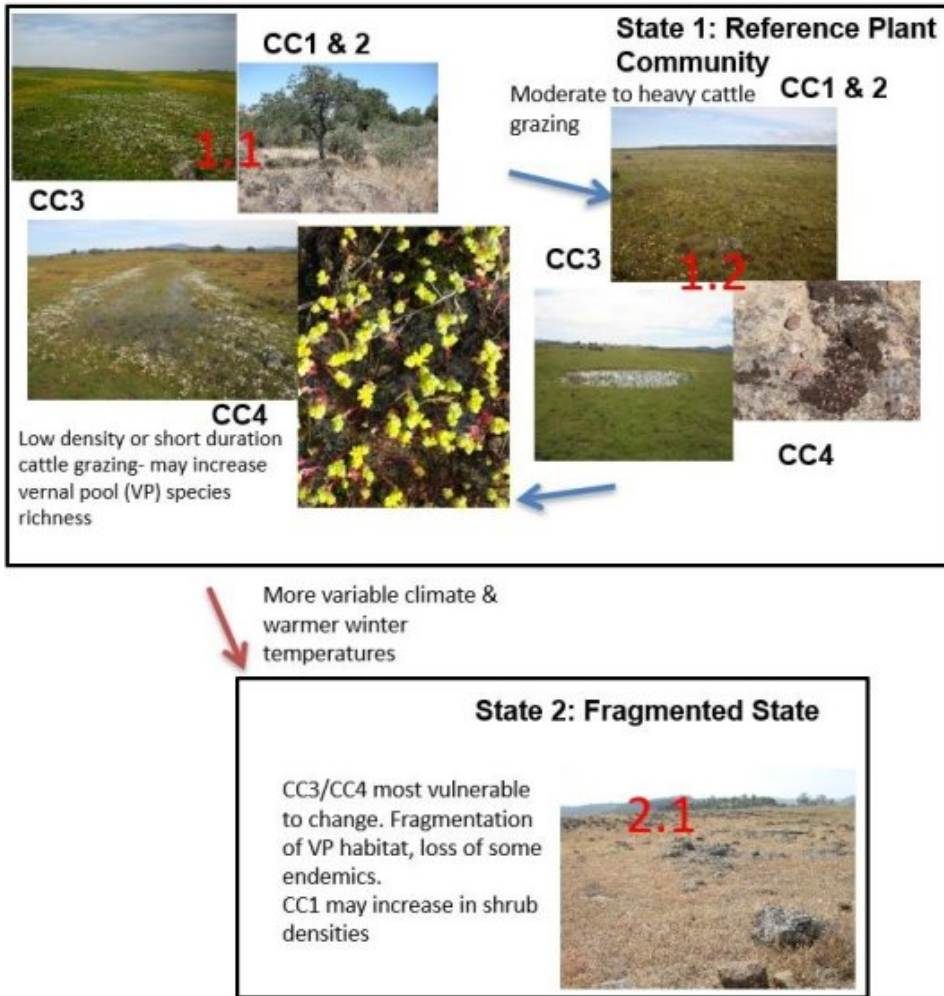 State 1: Reference Plant
Community
CC1 & 2
1.1
CC3
CC4
Low density or short duration
cattle grazing- may increase
vernal pool (VP) species
richness
Moderate to heavy cattle
grazing
CC1 & 2
1.2
CC3
CC4
More variable climate &
warmer winter
temperatures
State 2: Fragmented State
2.1
CC3/CC4 most vulnerable
to change. Fragmentation
of VP habitat, loss of some
endemics.
CC1 may increase in shrub
densities